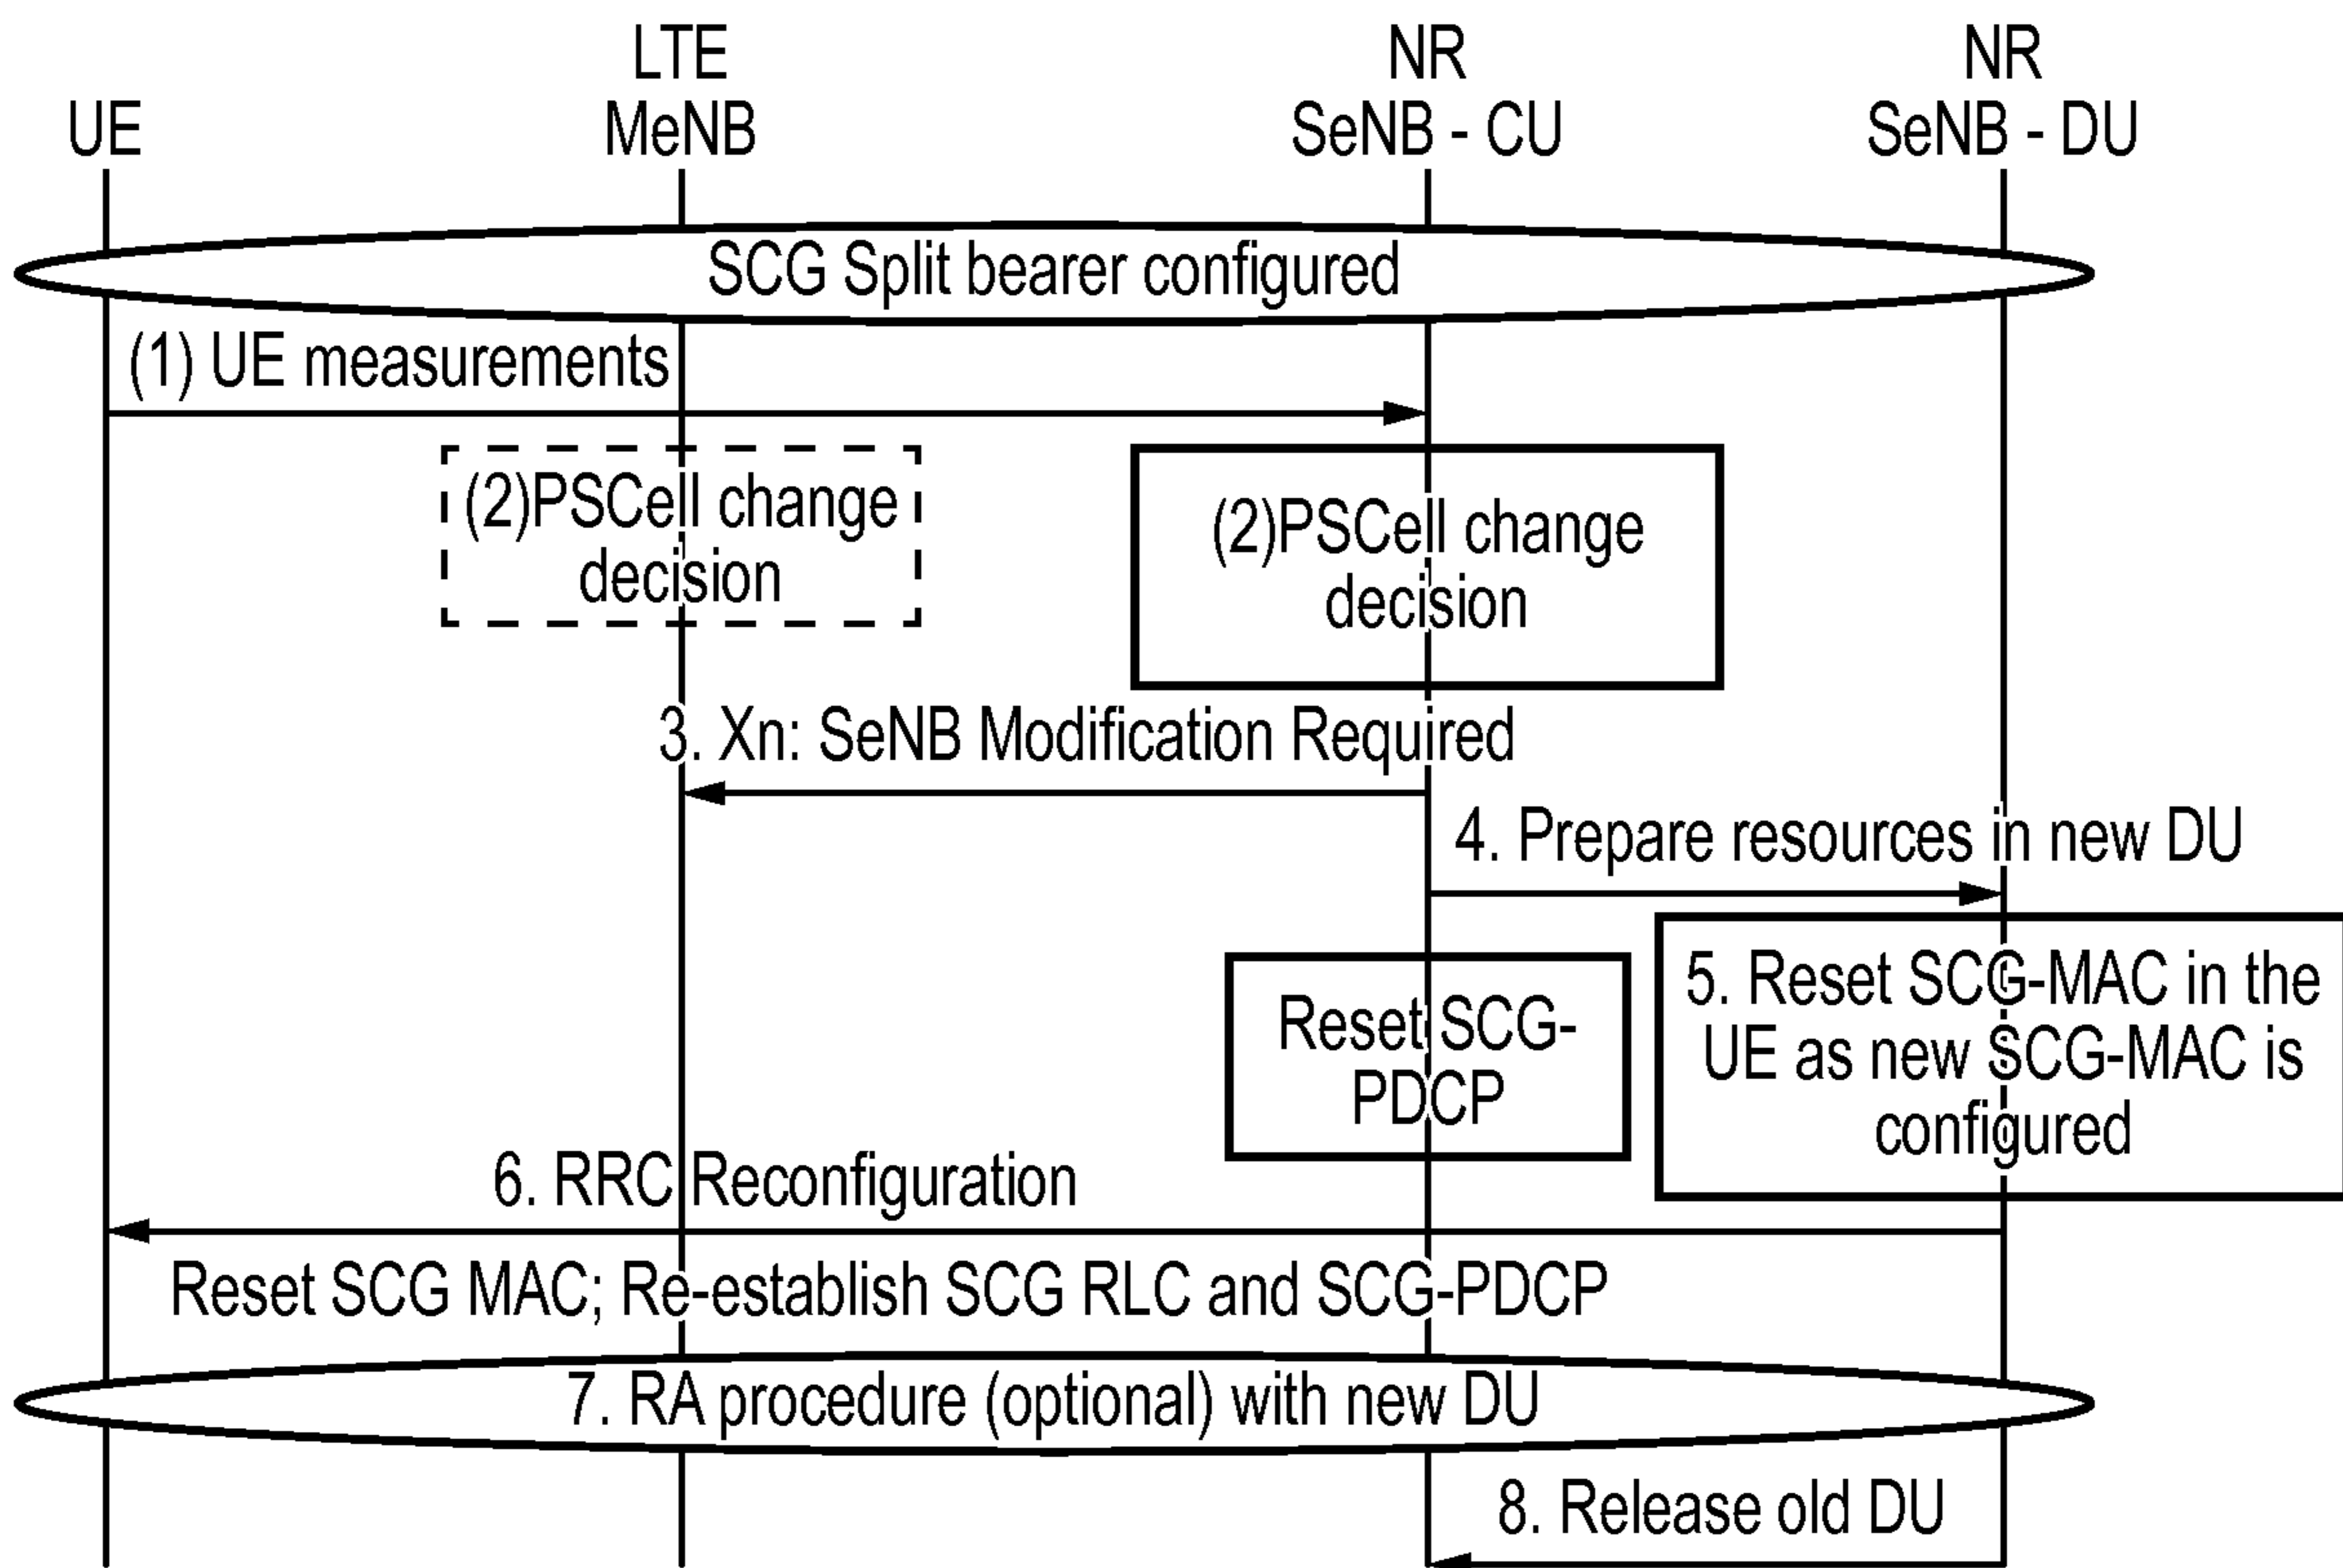 UE
LTE
MeNB
NR
SeNB - CU
NR
SeNB - DU
SCG Split bearer configured
(1) UE measurements
(2)PSCell change
decision
(2)PSCell change
decision
3. Xn: SeNB Modification Required
4. Prepare resources in new DU
Reset SCG-
PDCP
5. Reset SCG-MAC in the
UE as new SCG-MAC is
configured
6. RRC Reconfiguration
Reset SCG MAC; Re-establish SCG RLC and SCG-PDCP
7. RA procedure (optional) with new DU
8. Release old DU